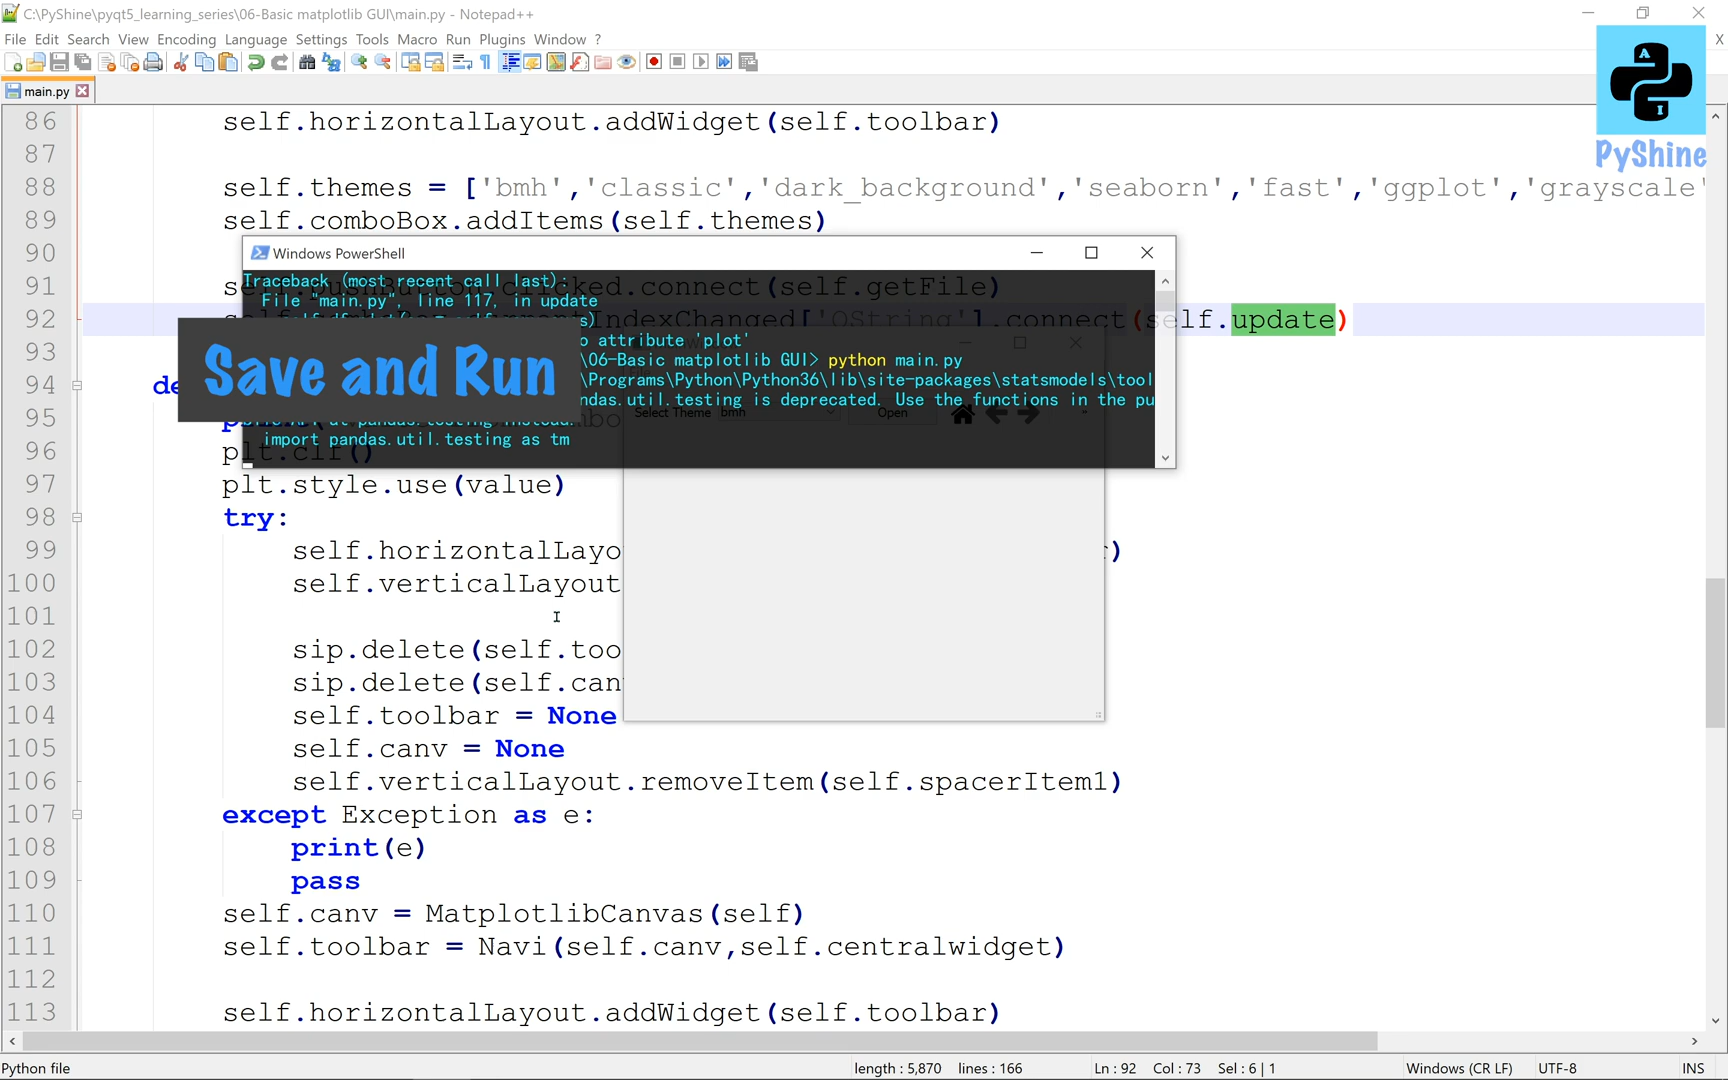 C:\PyShine\pyqt5_learning_series\06-Basic matplotlib GUI\main.py - Notepad++
File Edit Search View Encoding Language Settings Tools Macro Run Plugins Window ?
X
main.py
PyShine
86 self.horizontalLayout.addWidget(self.toolbar)
87
88 self.themes = ['bmh','classic','dark_background','seaborn','fast','ggplot','grayscale'
89 self.comboBox.addItems(self.themes)
90
Windows PowerShell
91 clicked.connect(self.getFile)
Traceback (most recent call last):
File "main.py", line 117, in update
92 IndexChanged['QString'].connect(self.update)
s)
93 o attribute 'plot'
\06-Basic matplotlib GUI> python main.py
Save and Run
\Programs\Python\Python36\lib\site-packages\statsmodels\tool
94 de
ndas.util.testing is deprecated. Use the functions in the pu
Select Theme bmh Open
95
import pandas.util.testing as tm
96 plt.clf()
97 plt.style.use(value)
98 try:
99 self.horizontalLayo )
100 self.verticalLayout
101
102 sip.delete(self.too
103 sip.delete(self.can
104 self.toolbar = None
105 self.canv = None
106 self.verticalLayout.removeItem(self.spacerItem1)
107 except Exception as e:
108 print(e)
109 pass
110 self.canv = MatplotlibCanvas(self)
111 self.toolbar = Navi(self.canv,self.centralwidget)
112
113 self.horizontalLayout.addWidget(self.toolbar)
Python file length : 5,870 lines : 166 Ln : 92 Col : 73 Sel : 6 | 1 Windows (CR LF) UTF-8 INS